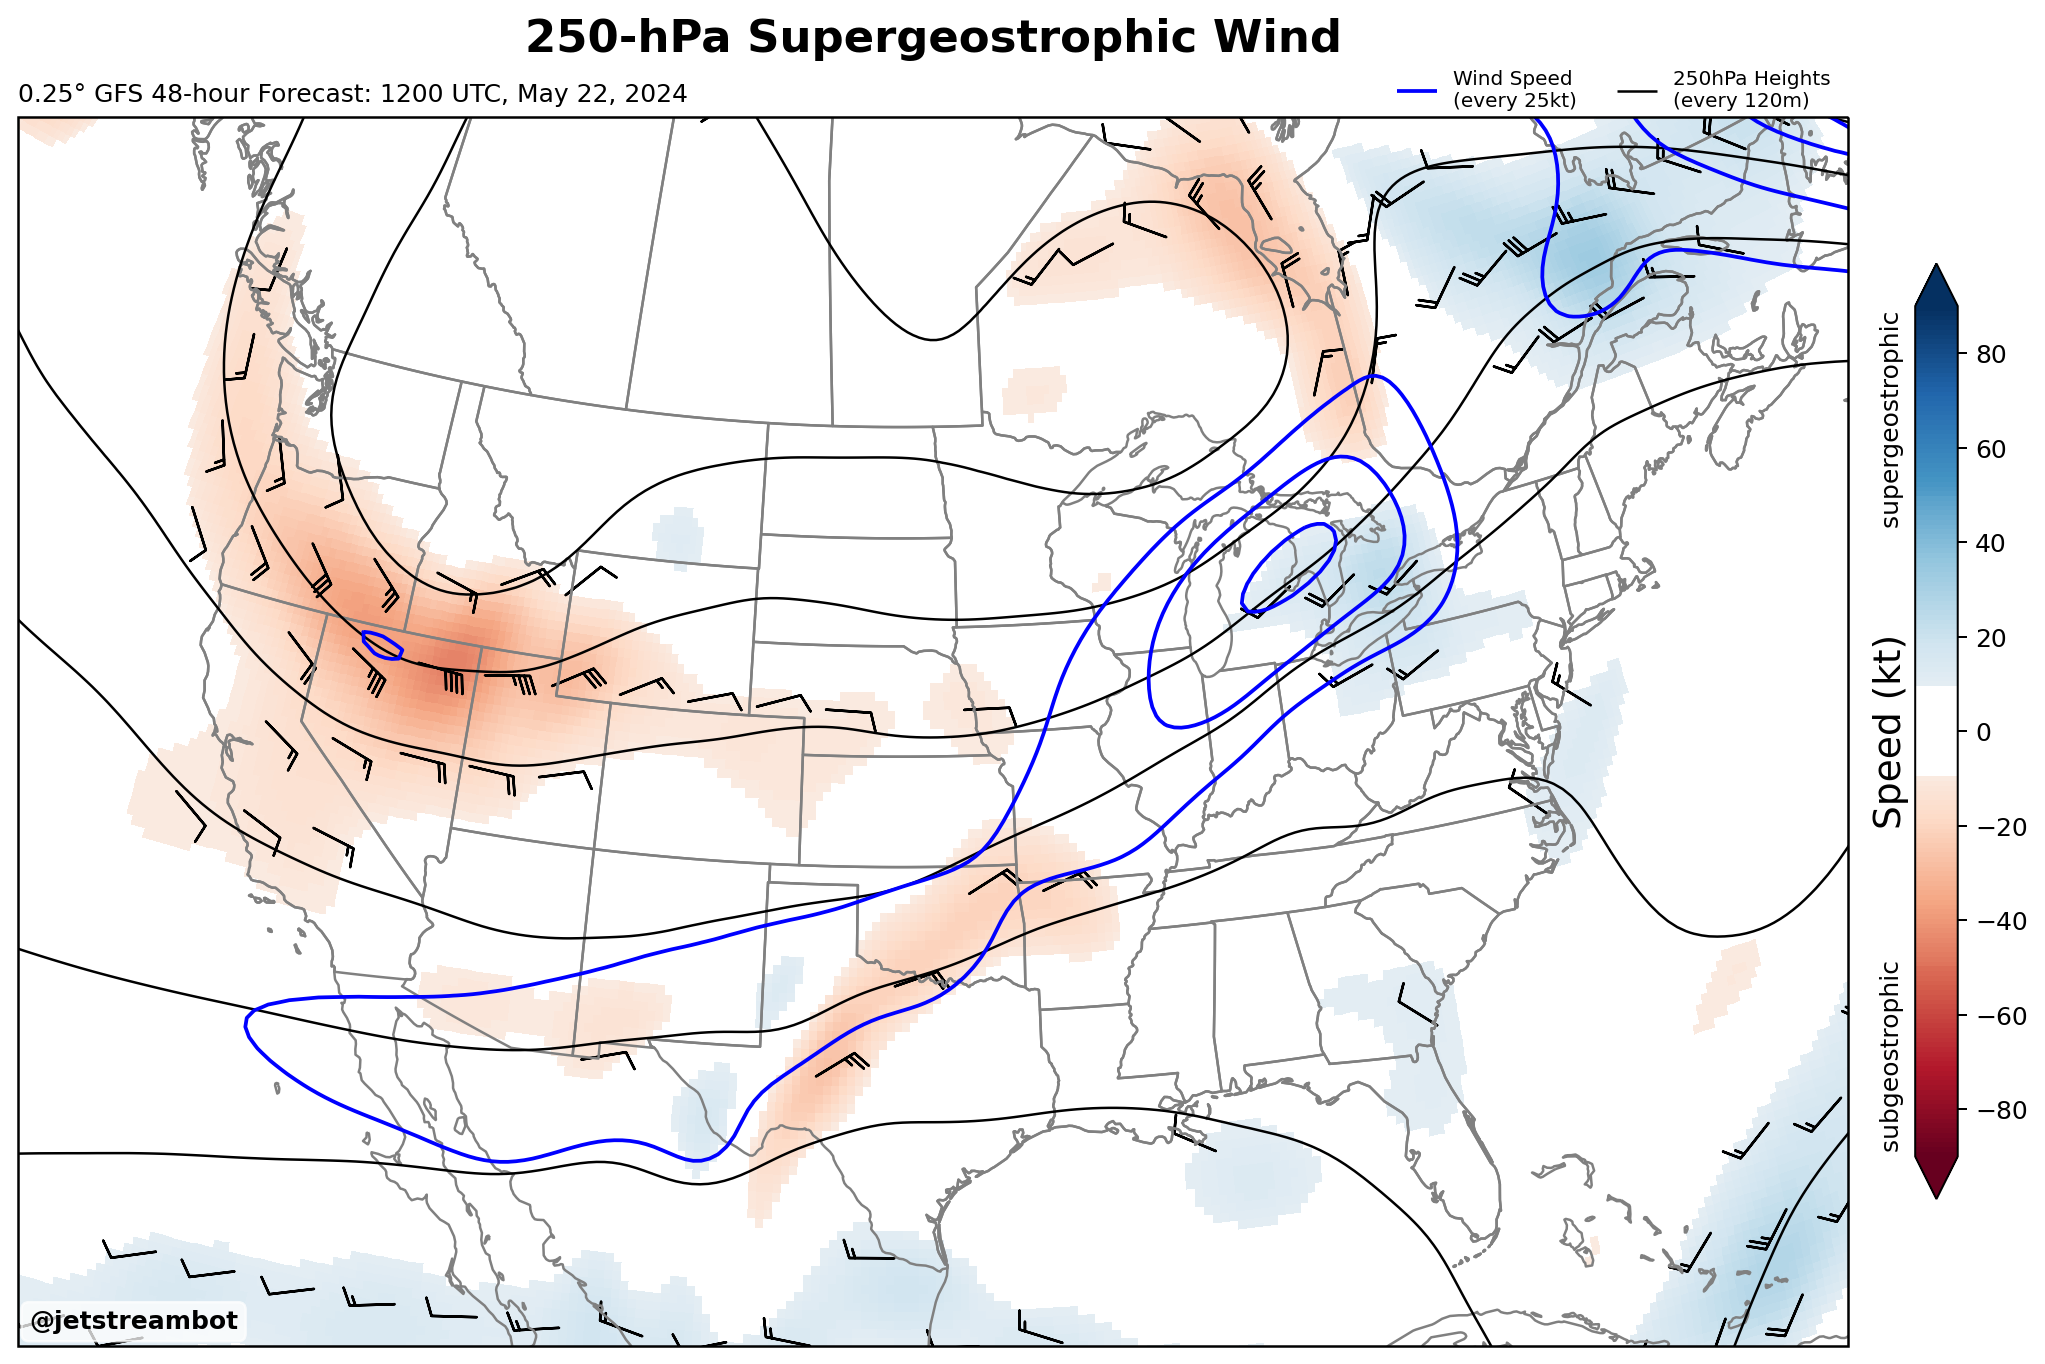 250-hPa Supergeostrophic Wind
0.25° GFS 48-hour Forecast: 1200 UTC, May 22, 2024
Wind Speed
(every 25kt)
250hPa Heights
(every 120m)
supergeostrophic
subgeostrophic
Speed (kt)
80
60
40
20
0
−20
−40
−60
−80
@jetstreambot